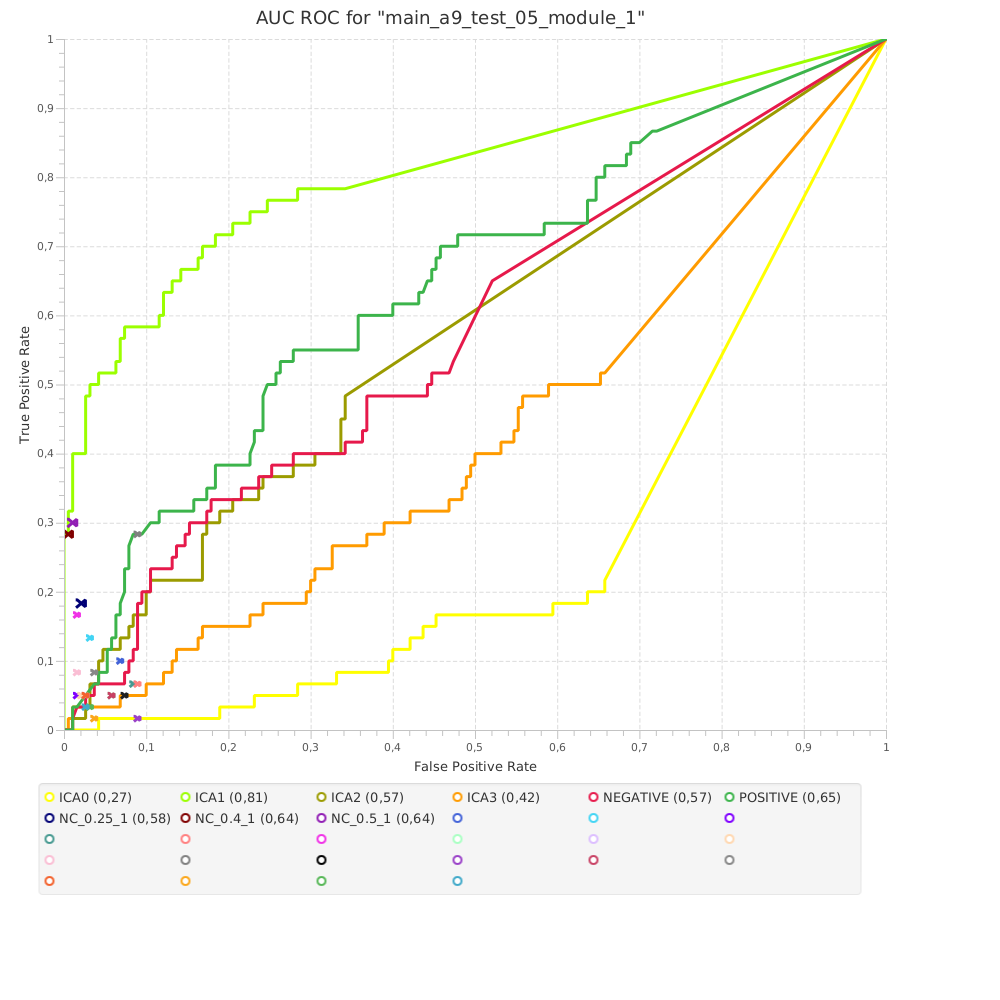 AUC ROC for "main_a9_test_05_module_1"
True Positive Rate
1
0,9
0,8
0,7
0,6
0,5
0,4
0,3
0,2
0,1
0
0 0,1 0,2 0,3 0,4 0,5 0,6 0,7 0,8 0,9 1
False Positive Rate
ICA0 (0,27) ICA1 (0,81) ICA2 (0,57) ICA3 (0,42) NEGATIVE (0,57) POSITIVE (0,65)
NC_0.25_1 (0,58) NC_0.4_1 (0,64) NC_0.5_1 (0,64)